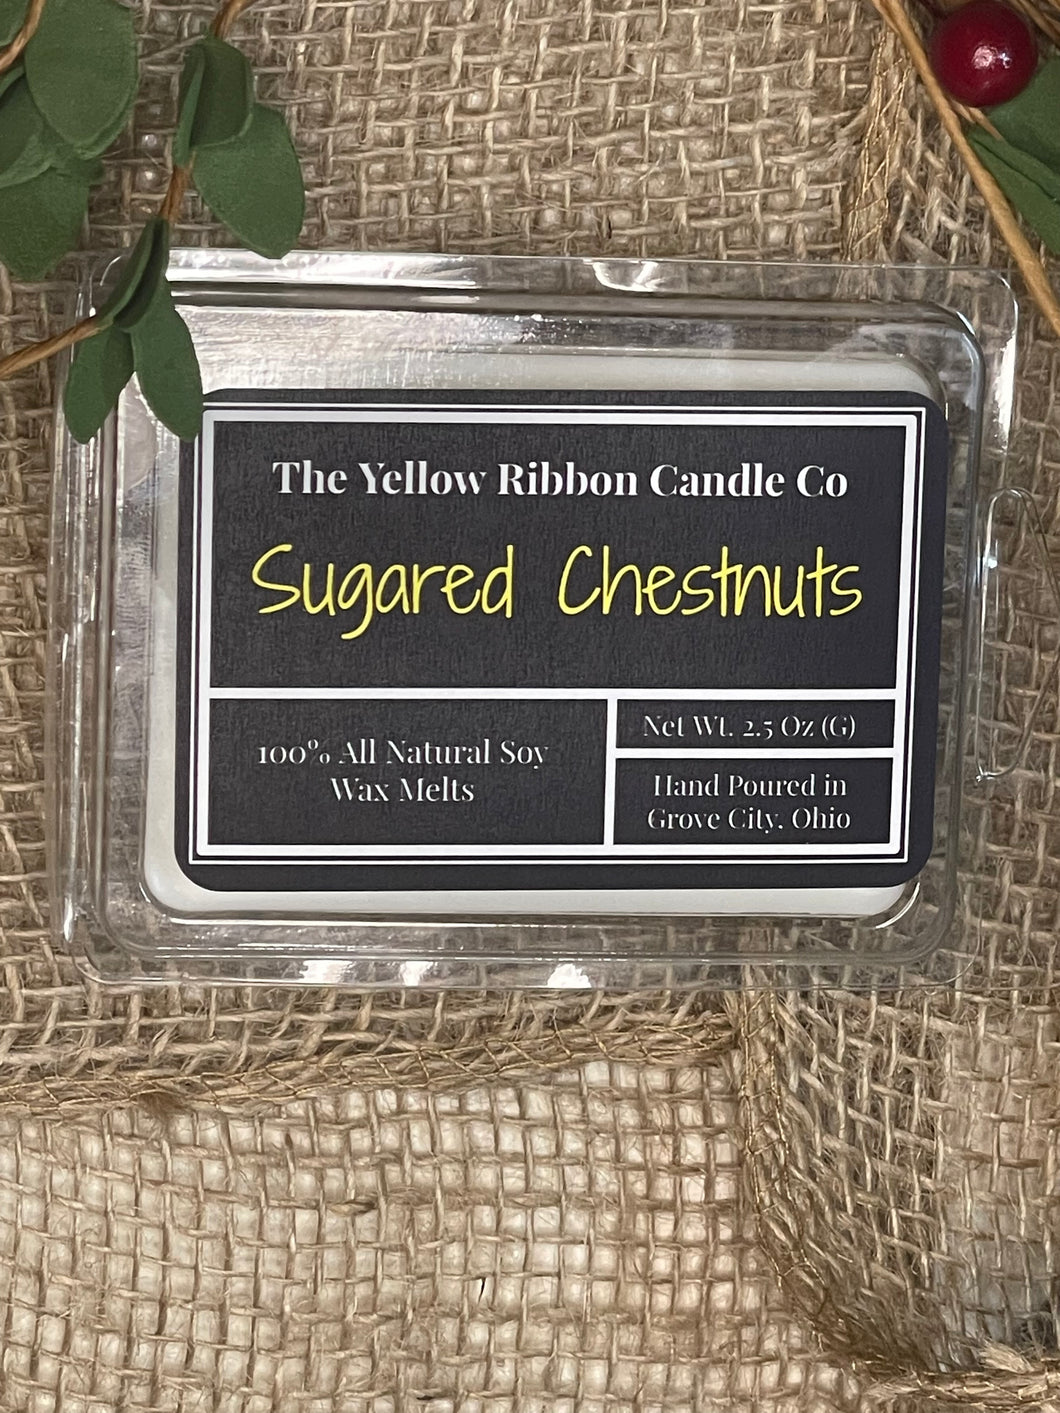 The Yellow Ribbon Candle Co
Sugared Chestnuts
100% All Natural Soy
Wax Melts
Net Wt. 2.5 Oz (G)
Hand Poured in
Grove City, Ohio